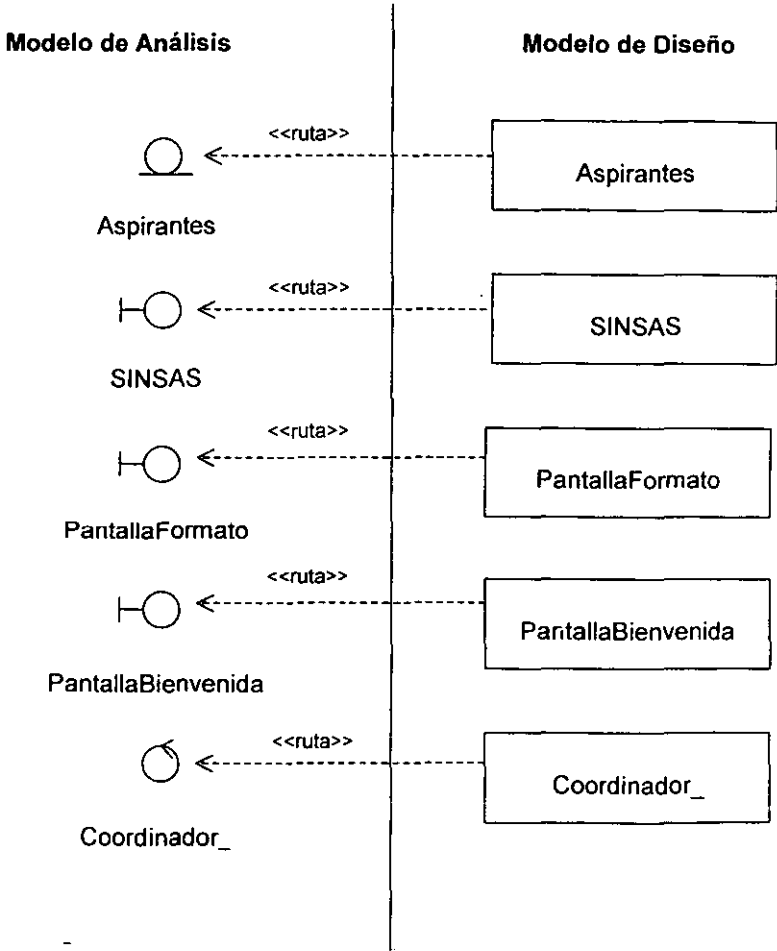 Modelo de Análisis
Modelo de Diseño
<<ruta>>
Aspirantes
Aspirantes
<<ruta>>
SINSAS
SINSAS
<<ruta>>
PantallaFormato
PantallaFormato
<<ruta>>
PantallaBienvenida
PantallaBienvenida
<<ruta>>
Coordinador_
Coordinador_